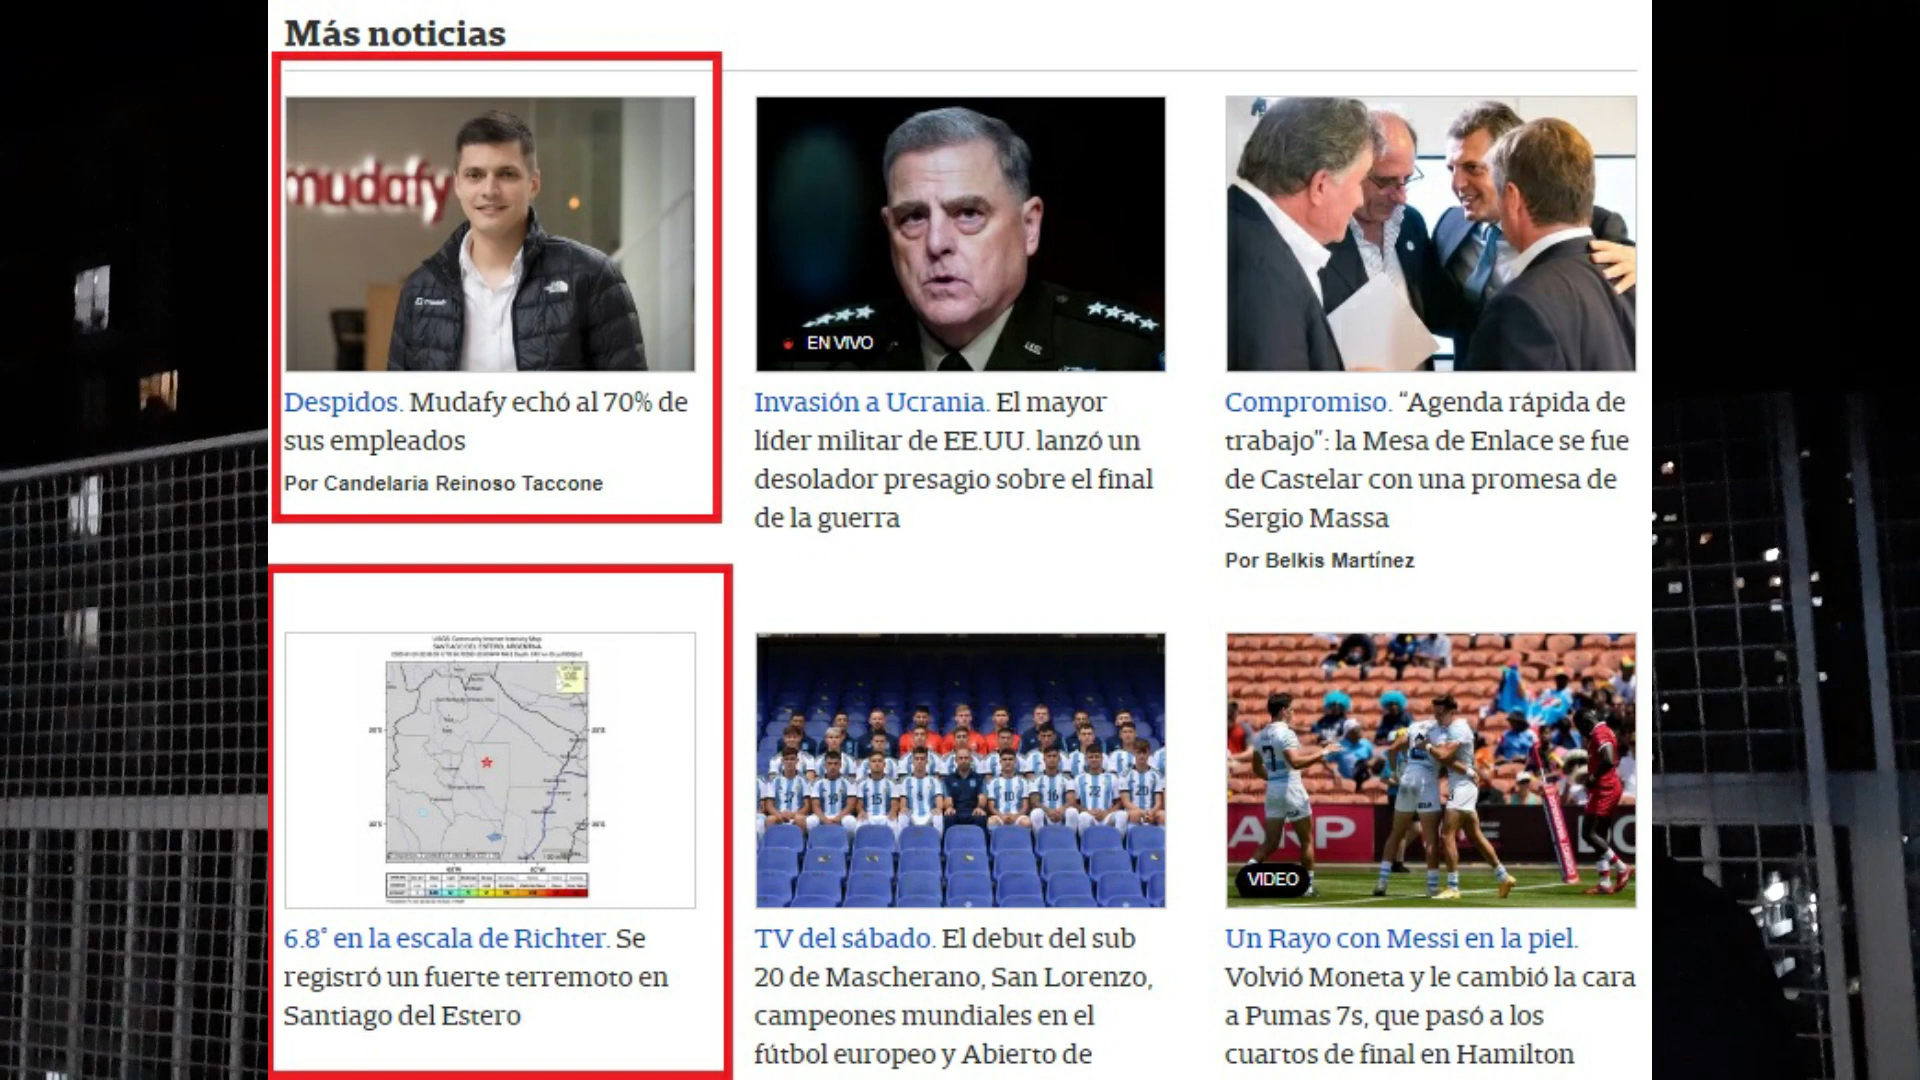 Más noticias
mudafy
EN VIVO
Despidos. Mudafy echó al 70% de
sus empleados
Por Candelaria Reinoso Taccone
Invasión a Ucrania. El mayor
líder militar de EE.UU. lanzó un
desolador presagio sobre el final
de la guerra
Compromiso. “Agenda rápida de
trabajo”: la Mesa de Enlace se fue
de Castelar con una promesa de
Sergio Massa
Por Belkis Martínez
VIDEO
6.8° en la escala de Richter. Se
registró un fuerte terremoto en
Santiago del Estero
TV del sábado. El debut del sub
20 de Mascherano, San Lorenzo,
campeones mundiales en el
fútbol europeo y Abierto de
Un Rayo con Messi en la piel.
Volvió Moneta y le cambió la cara
a Pumas 7s, que pasó a los
cuartos de final en Hamilton